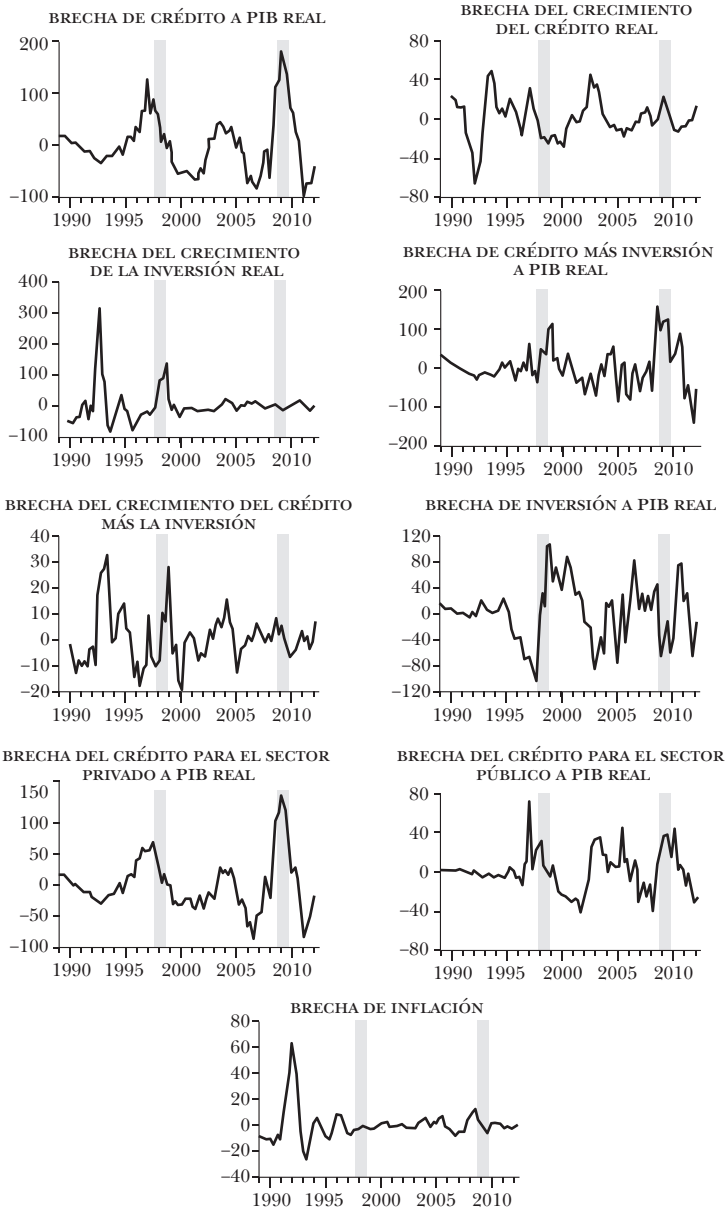 BRECHA DE CRÉDITO A PIB REAL
200
100
0
–100
1990 1995 2000 2005 2010
BRECHA DEL CRECIMIENTO
DEL CRÉDITO REAL
80
40
0
–40
–80
1990 1995 2000 2005 2010
BRECHA DEL CRECIMIENTO
DE LA INVERSIÓN REAL
400
300
200
100
0
–100
1990 1995 2000 2005 2010
BRECHA DE CRÉDITO MÁS INVERSIÓN
A PIB REAL
200
100
0
–100
–200
1990 1995 2000 2005 2010
BRECHA DEL CRECIMIENTO DEL CRÉDITO
MÁS LA INVERSIÓN
40
30
20
10
0
–10
–20
1990 1995 2000 2005 2010
BRECHA DE INVERSIÓN A PIB REAL
120
80
40
0
–40
–80
–120
1990 1995 2000 2005 2010
BRECHA DEL CRÉDITO PARA EL SECTOR
PRIVADO A PIB REAL
150
100
50
0
–50
–100
1990 1995 2000 2005 2010
BRECHA DEL CRÉDITO PARA EL SECTOR
PÚBLICO A PIB REAL
80
40
0
–40
–80
1990 1995 2000 2005 2010
BRECHA DE INFLACIÓN
80
60
40
20
0
–20
–40
1990 1995 2000 2005 2010